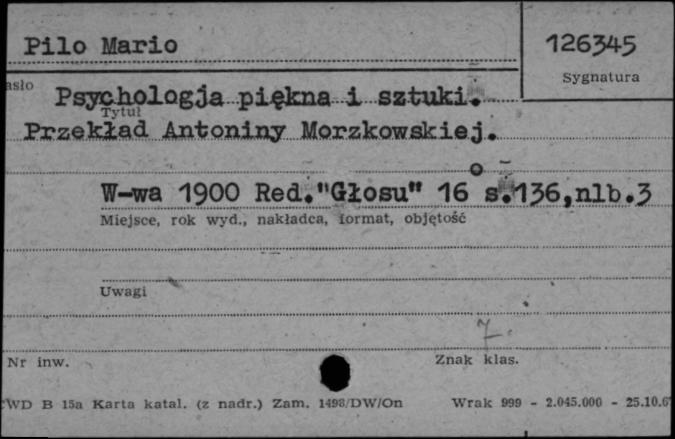 Pilo Mario
126345
Sygnatura
asło
Psychologja piękna i sztuki.
Tytuł
Przekład Antoniny Morzkowskiej.
W-wa 1900 Red."Głosu" 16° s.136,nlb.3
Miejsce, rok wyd., nakładca, format, objętość
Uwagi
7.
Nr inw.
Znak klas.
WD B 15a Karta katal. (z nadr.) Zam. 1498/DW/On Wrak 999 - 2.045.000 - 25.10.6